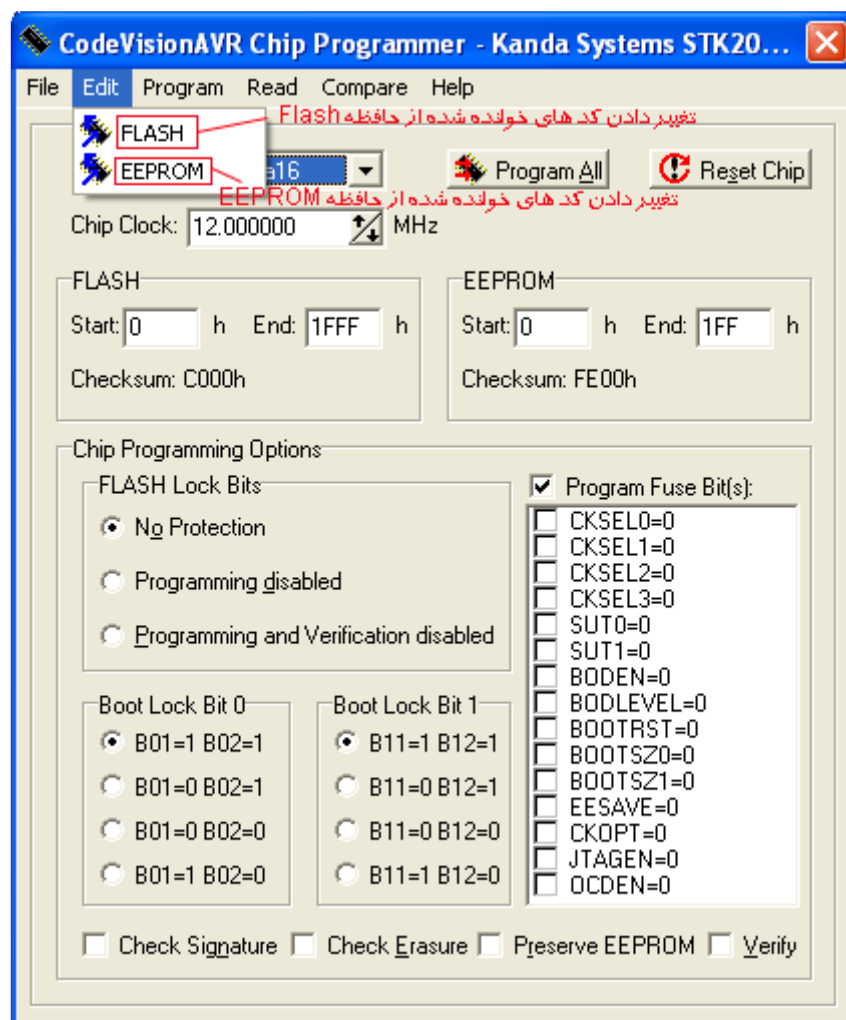 CodeVisionAVR Chip Programmer - Kanda Systems STK20...
File Edit Program Read Compare Help
FLASH
تغییر دادن کد های خوانده شده از حافظه Flash
EEPROM
a16
Program All
Reset Chip
تغییر دادن کد های خوانده شده از حافظه EEPROM
Chip Clock: 12.000000 MHz
FLASH
Start: 0 h End: 1FFF h
Checksum: C000h
EEPROM
Start: 0 h End: 1FF h
Checksum: FE00h
Chip Programming Options
FLASH Lock Bits
No Protection
Programming disabled
Programming and Verification disabled
Boot Lock Bit 0
B01=1 B02=1
B01=0 B02=1
B01=0 B02=0
B01=1 B02=0
Boot Lock Bit 1
B11=1 B12=1
B11=0 B12=1
B11=0 B12=0
B11=1 B12=0
Program Fuse Bit(s):
CKSEL0=0
CKSEL1=0
CKSEL2=0
CKSEL3=0
SUT0=0
SUT1=0
BODEN=0
BODLEVEL=0
BOOTRST=0
BOOTSZ0=0
BOOTSZ1=0
EESAVE=0
CKOPT=0
JTAGEN=0
OCDEN=0
Check Signature
Check Erasure
Preserve EEPROM
Verify